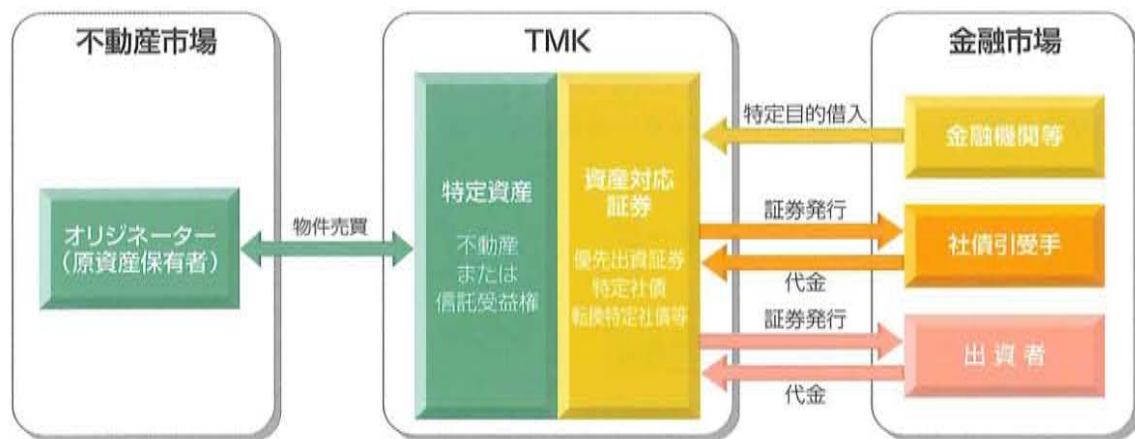 不動産市場
オリジネーター
(原資産保有者)
物件売買
TMK
特定資産
不動産
または
信託受益権
資産対応
証券
優先出資証券
特定社債
転換特定社債等
特定目的借入
証券発行
代金
証券発行
代金
金融市場
金融機関等
社債引受手
出資者